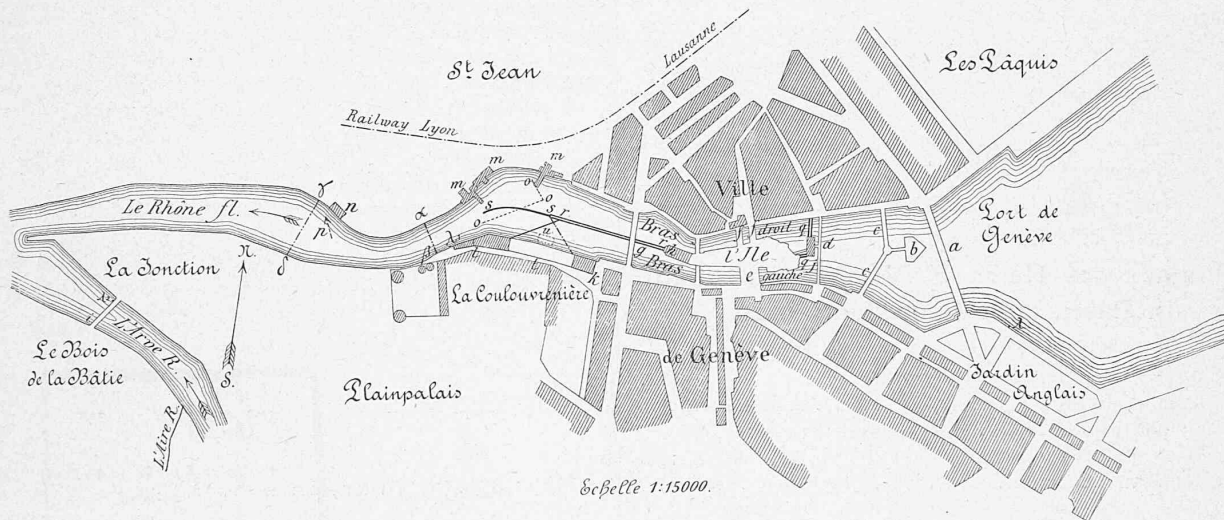 St. Jean
Les Pâquis
Lausanne
Railway Lyon
Ville
Port de
Genève
Le Rhône fl.
La Jonction
N.
S.
L'Arve R.
L'Aire R.
Le Bois
de la Bâtie
La Coulouvrenière
Plainpalais
Bras
droit
l'Ile
Bras
gauche
de Genève
Jardin
Anglais
a
b
c
c
d
e
f
f
g
q
k
i
l
l
m
m
m
n
o
o
o
p
r
s
s
u
α
γ
δ
Echelle 1:15000.